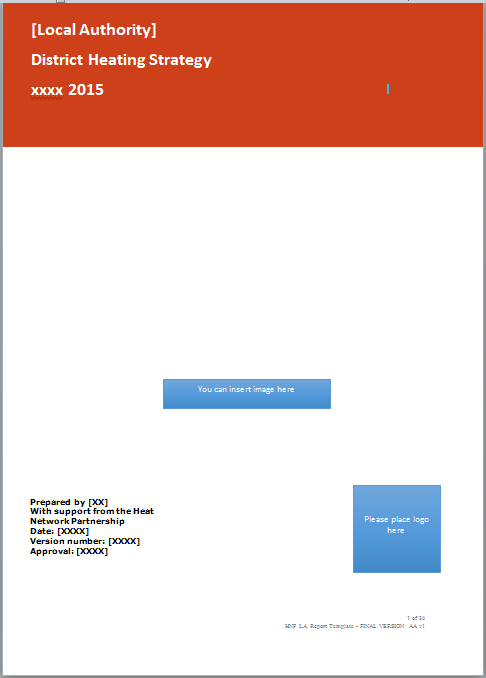 [Local Authority]
District Heating Strategy
xxxx 2015
You can insert image here
Prepared by [XX]
With support from the Heat
Network Partnership
Date: [XXXX]
Version number: [XXXX]
Approval: [XXXX]
Please place logo
here
1 of 36
HNP LA Report Template - FINAL VERSION AA v1